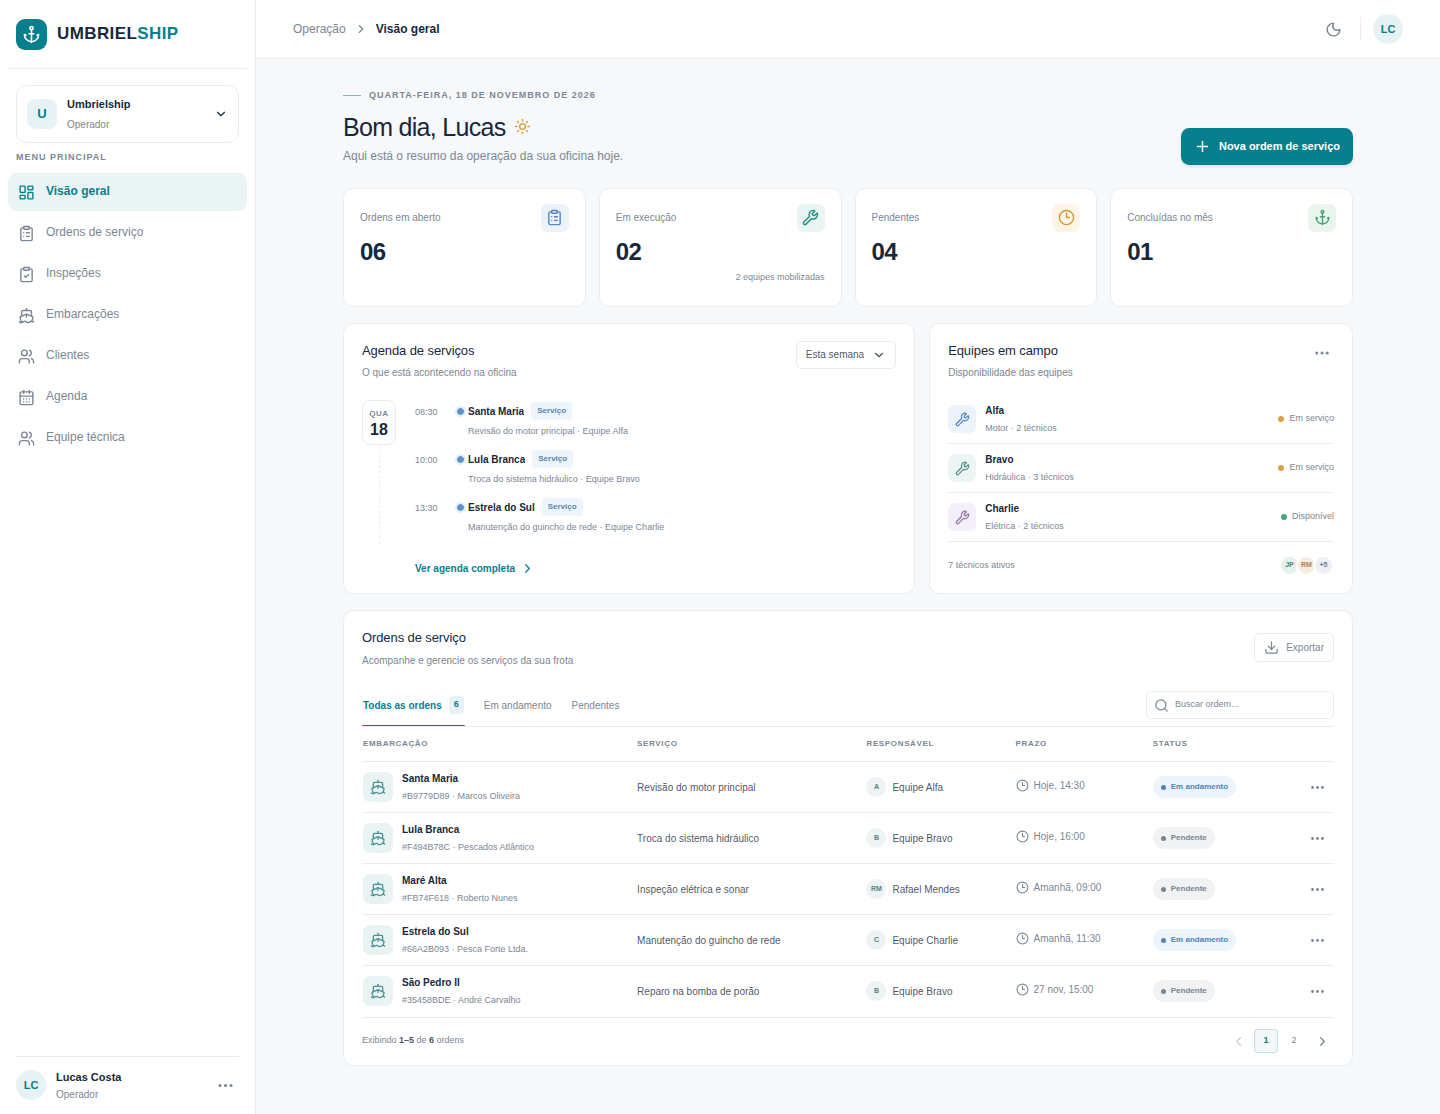 UMBRIELSHIP
U
Umbrielship
Operador
MENU PRINCIPAL
Visão geral
Ordens de serviço
Inspeções
Embarcações
Clientes
Agenda
Equipe técnica
LC
Lucas Costa
Operador
Operação
Visão geral
LC
QUARTA-FEIRA, 18 DE NOVEMBRO DE 2026
Bom dia, Lucas
Aqui está o resumo da operação da sua oficina hoje.
Nova ordem de serviço
Ordens em aberto
06
Em execução
02
2 equipes mobilizadas
Pendentes
04
Concluídas no mês
01
Agenda de serviços
O que está acontecendo na oficina
Esta semana
QUA
18
08:30 Santa Maria Serviço
Revisão do motor principal · Equipe Alfa
10:00 Lula Branca Serviço
Troca do sistema hidráulico · Equipe Bravo
13:30 Estrela do Sul Serviço
Manutenção do guincho de rede · Equipe Charlie
Ver agenda completa
Equipes em campo
Disponibilidade das equipes
Alfa
Motor · 2 técnicos
Em serviço
Bravo
Hidráulica · 3 técnicos
Em serviço
Charlie
Elétrica · 2 técnicos
Disponível
7 técnicos ativos
JP RM +5
Ordens de serviço
Acompanhe e gerencie os serviços da sua frota
Exportar
Todas as ordens 6 Em andamento Pendentes
Buscar ordem...
EMBARCAÇÃO SERVIÇO RESPONSÁVEL PRAZO STATUS
Santa Maria
#B9779D89 · Marcos Oliveira
Revisão do motor principal
A Equipe Alfa
Hoje, 14:30
Em andamento
Lula Branca
#F494B78C · Pescados Atlântico
Troca do sistema hidráulico
B Equipe Bravo
Hoje, 16:00
Pendente
Maré Alta
#FB74F618 · Roberto Nunes
Inspeção elétrica e sonar
RM Rafael Mendes
Amanhã, 09:00
Pendente
Estrela do Sul
#66A2B093 · Pesca Forte Ltda.
Manutenção do guincho de rede
C Equipe Charlie
Amanhã, 11:30
Em andamento
São Pedro II
#35458BDE · André Carvalho
Reparo na bomba de porão
B Equipe Bravo
27 nov, 15:00
Pendente
Exibindo 1–5 de 6 ordens
1 2